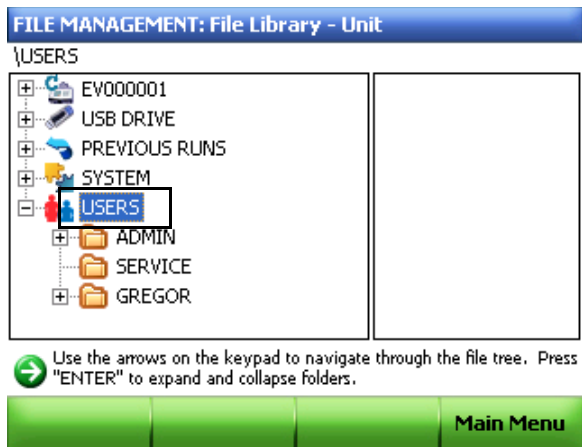 FILE MANAGEMENT: File Library - Unit
\USERS
EV000001
USB DRIVE
PREVIOUS RUNS
SYSTEM
USERS
ADMIN
SERVICE
GREGOR
Use the arrows on the keypad to navigate through the file tree. Press
"ENTER" to expand and collapse folders.
Main Menu